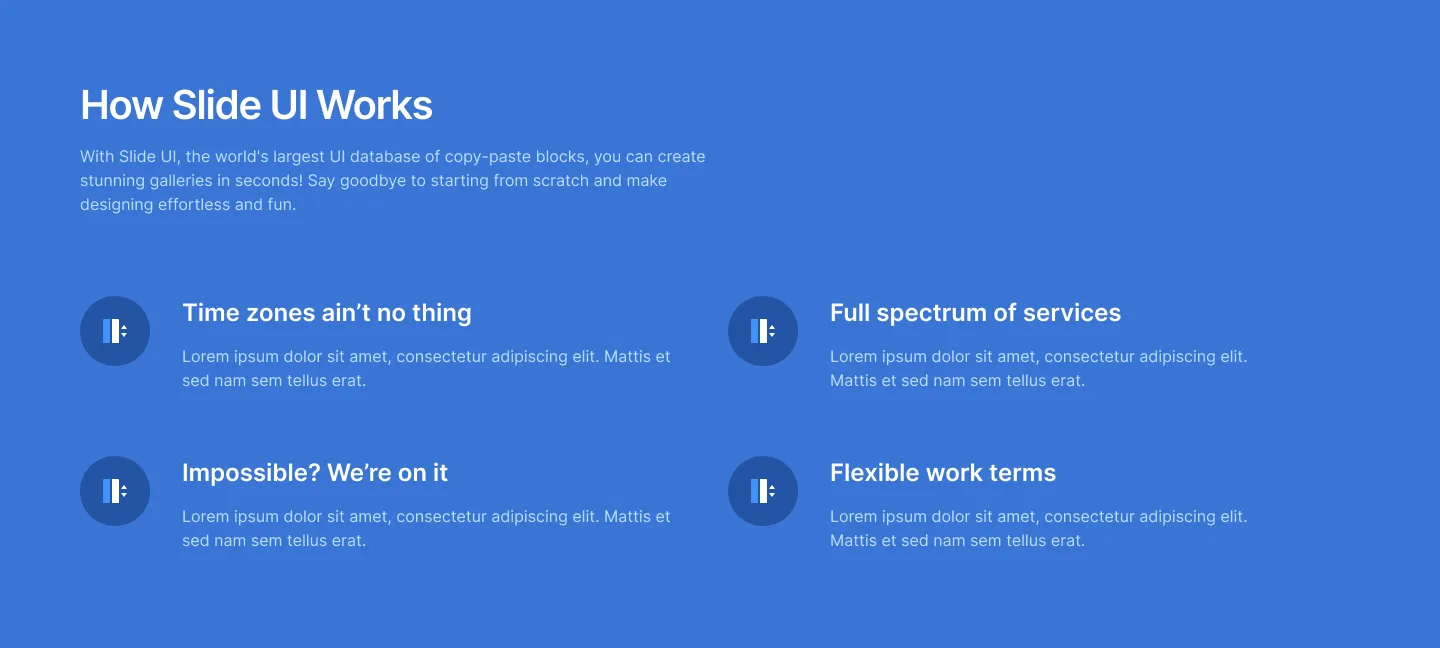 How Slide UI Works
With Slide UI, the world's largest UI database of copy-paste blocks, you can create
stunning galleries in seconds! Say goodbye to starting from scratch and make
designing effortless and fun.
Time zones ain’t no thing
Lorem ipsum dolor sit amet, consectetur adipiscing elit. Mattis et
sed nam sem tellus erat.
Full spectrum of services
Lorem ipsum dolor sit amet, consectetur adipiscing elit.
Mattis et sed nam sem tellus erat.
Impossible? We’re on it
Lorem ipsum dolor sit amet, consectetur adipiscing elit. Mattis et
sed nam sem tellus erat.
Flexible work terms
Lorem ipsum dolor sit amet, consectetur adipiscing elit.
Mattis et sed nam sem tellus erat.